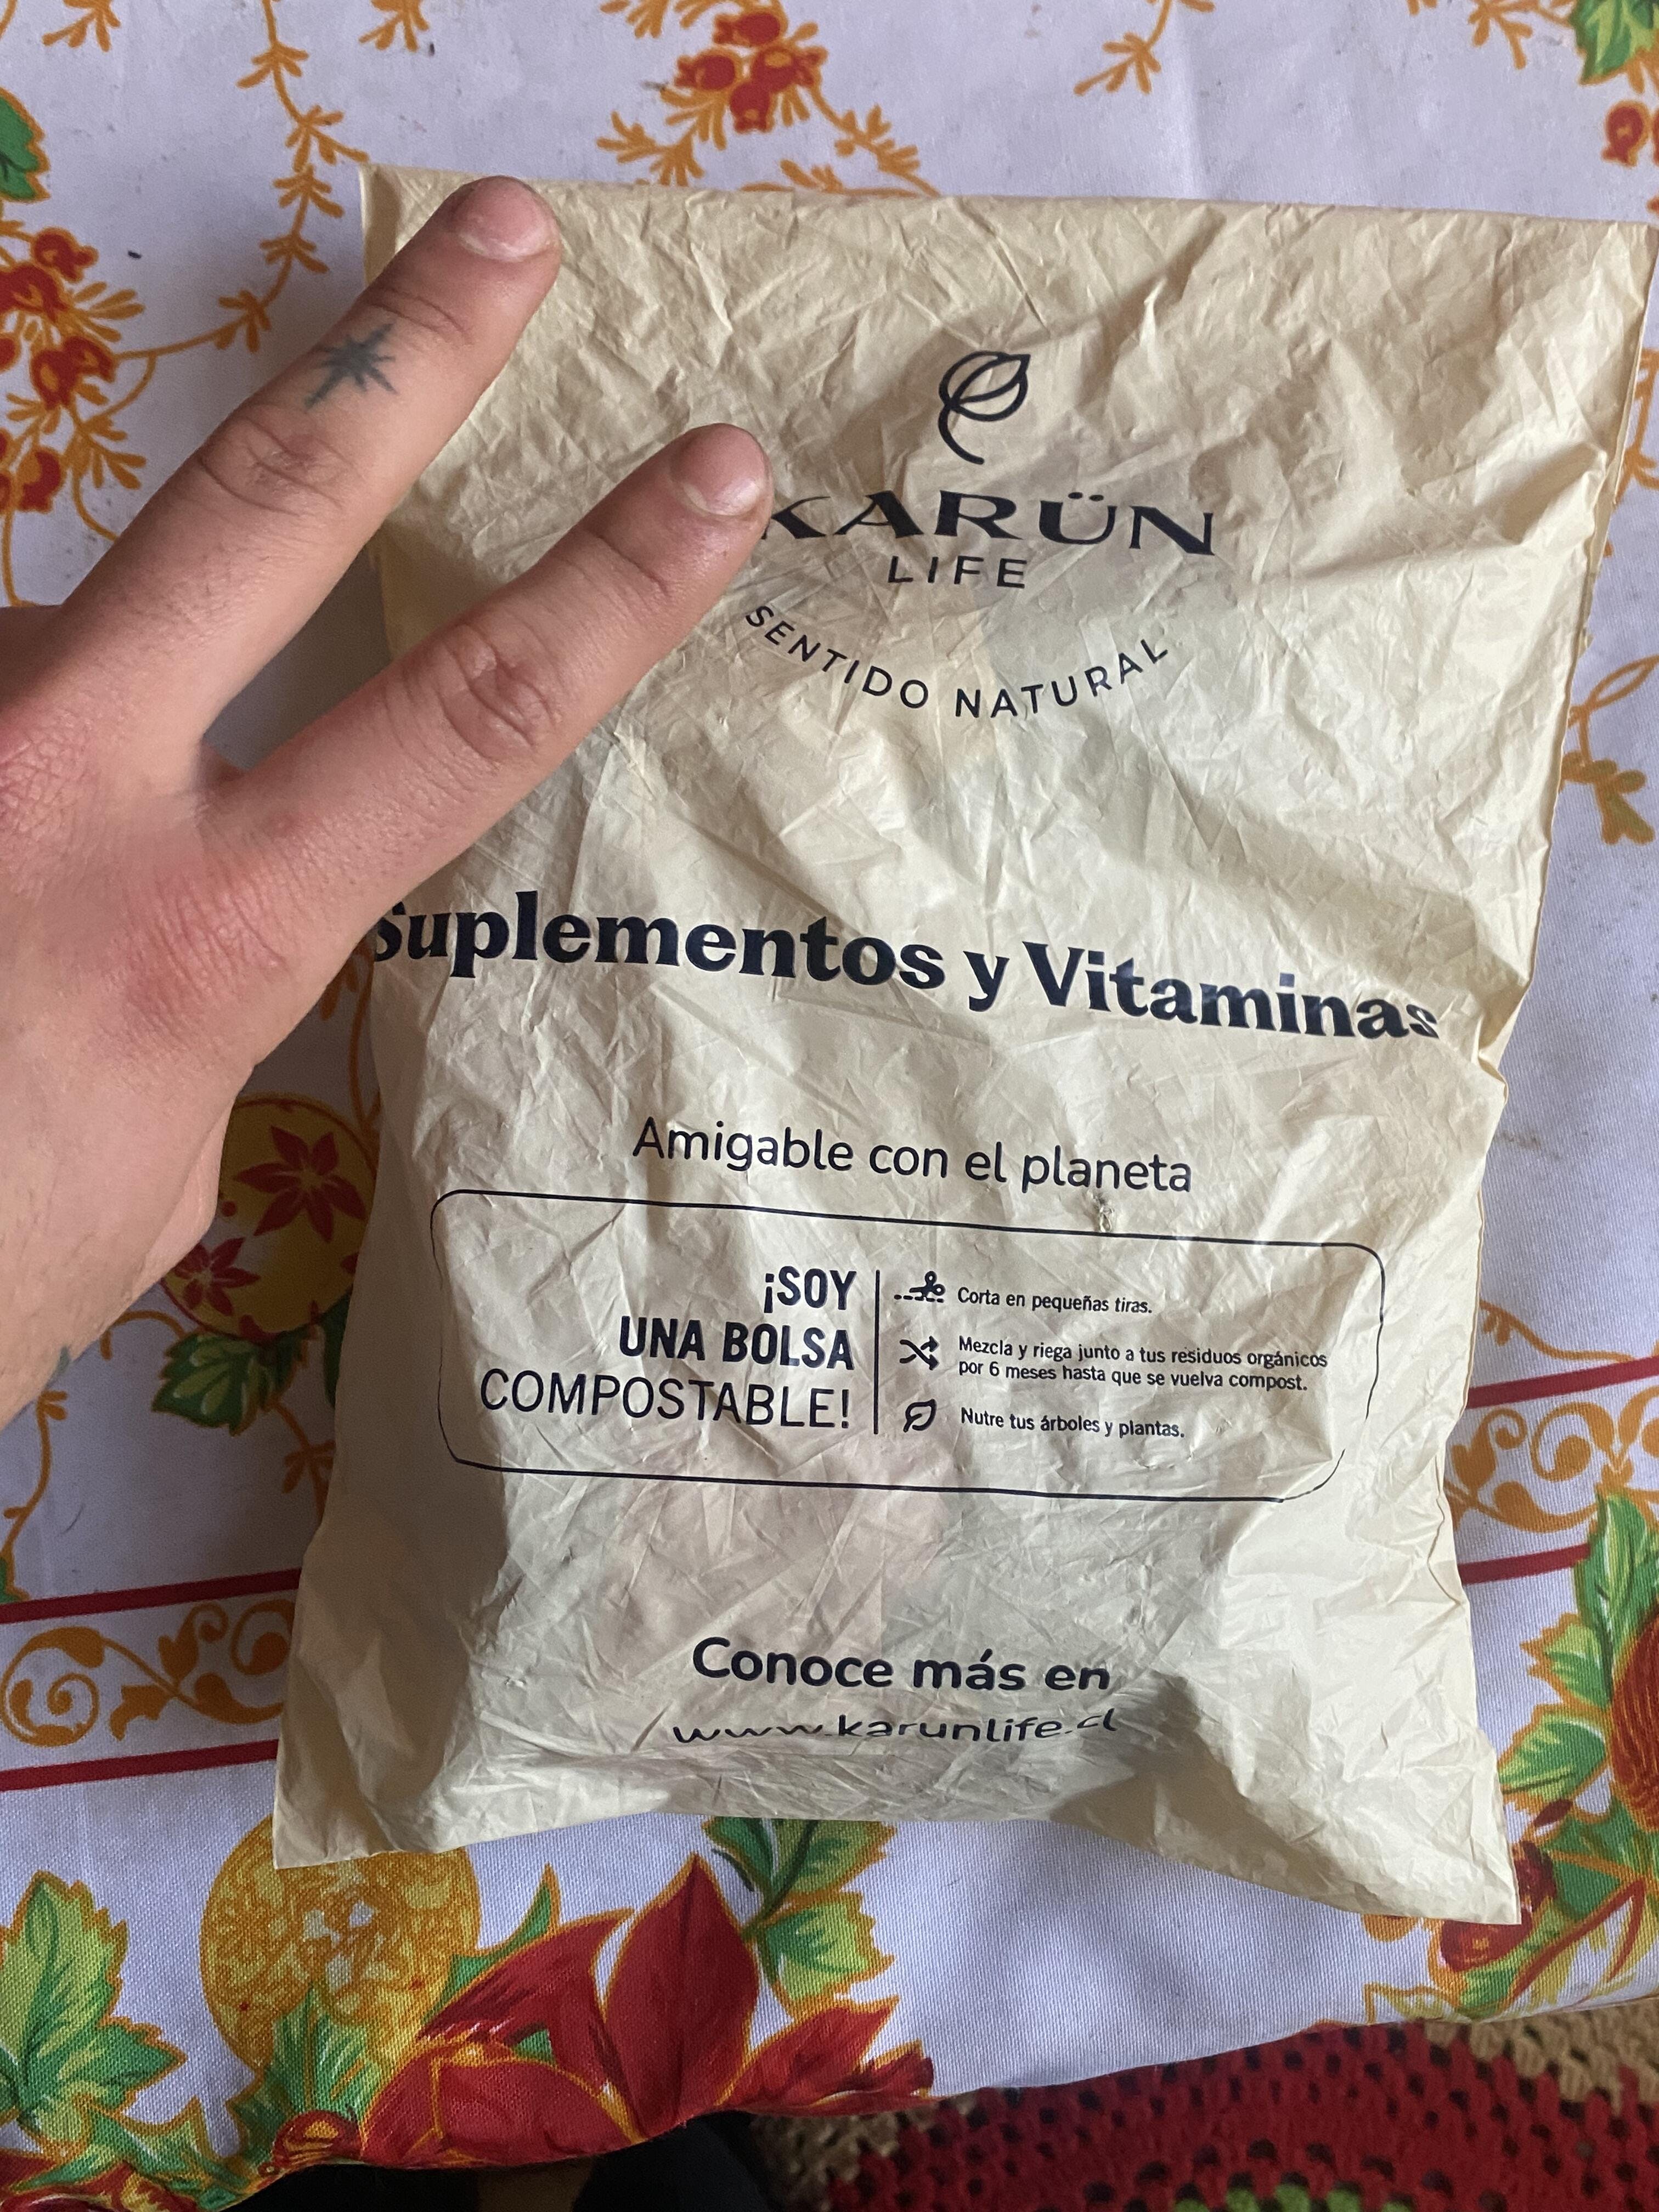 KARÜN
LIFE
SENTIDO NATURAL
Suplementos y Vitaminas
Amigable con el planeta
¡SOY
UNA BOLSA
COMPOSTABLE!
Corta en pequeñas tiras.
Mezcla y riega junto a tus residuos orgánicos
por 6 meses hasta que se vuelva compost.
Nutre tus árboles y plantas.
Conoce más en
www.karunlife.cl